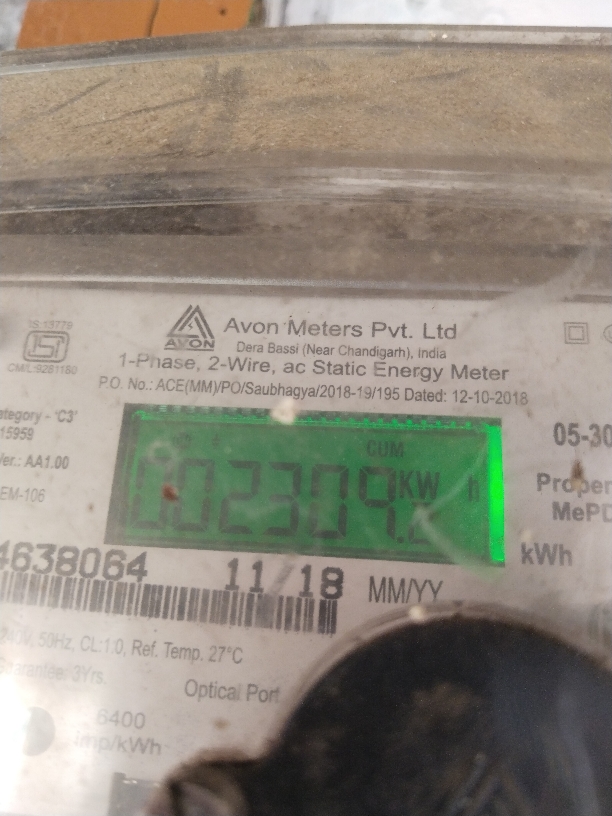 IS:13779
CM/L:9281180
AVON
Avon Meters Pvt. Ltd
Dera Bassi (Near Chandigarh), India
1-Phase, 2-Wire, ac Static Energy Meter
P.O. No.: ACE(MM)/PO/Saubhagya/2018-19/195 Dated: 12-10-2018
ategory - 'C3'
15959
Ver.: AA1.00
EM-106
CUM
002309.
KW h
05-30
Proper
MePD
kWh
4638064
11/18 MM/YY
240V, 50Hz, CL:1.0, Ref. Temp. 27°C
Guarantee: 3Yrs.
Optical Port
6400
imp/kWh